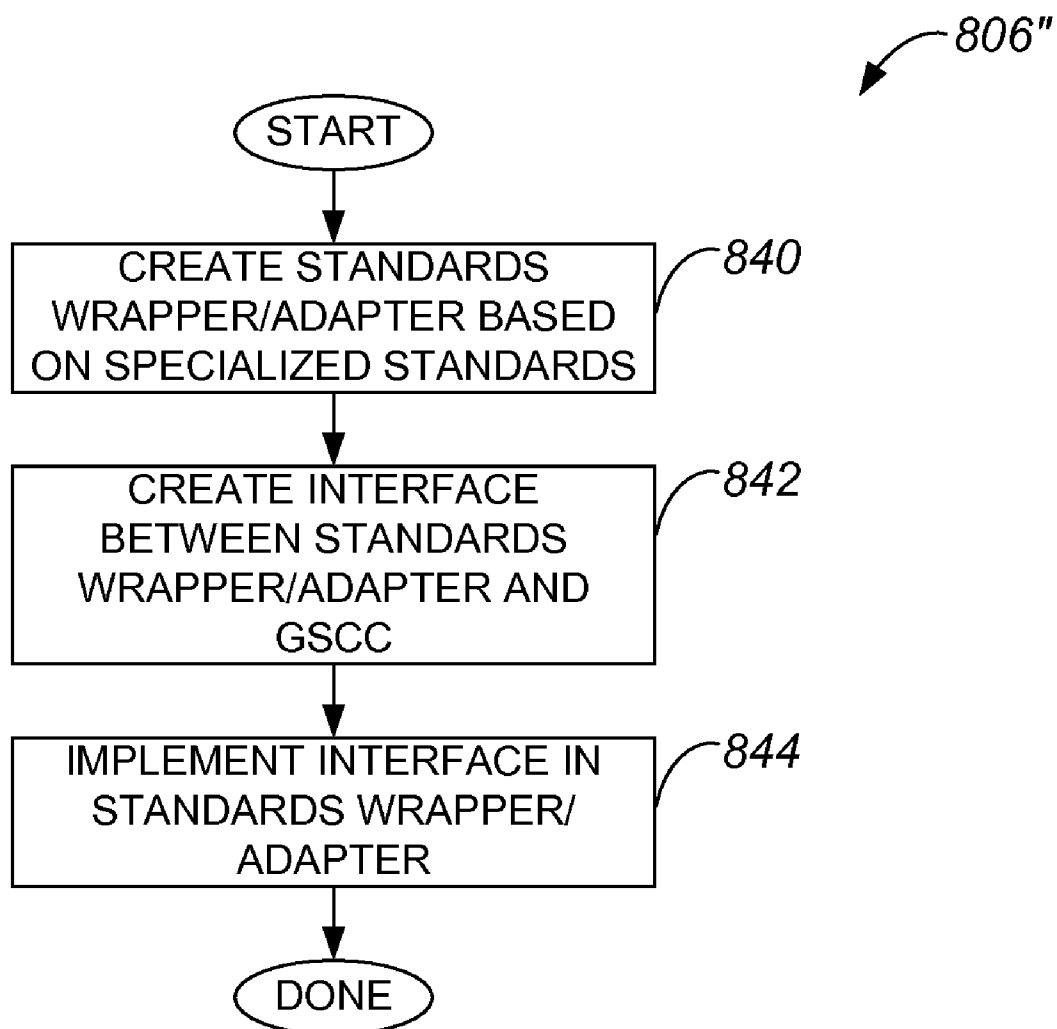 806"
START
CREATE STANDARDS
WRAPPER/ADAPTER BASED
ON SPECIALIZED STANDARDS
840
CREATE INTERFACE
BETWEEN STANDARDS
WRAPPER/ADAPTER AND
GSCC
842
IMPLEMENT INTERFACE IN
STANDARDS WRAPPER/
ADAPTER
844
DONE